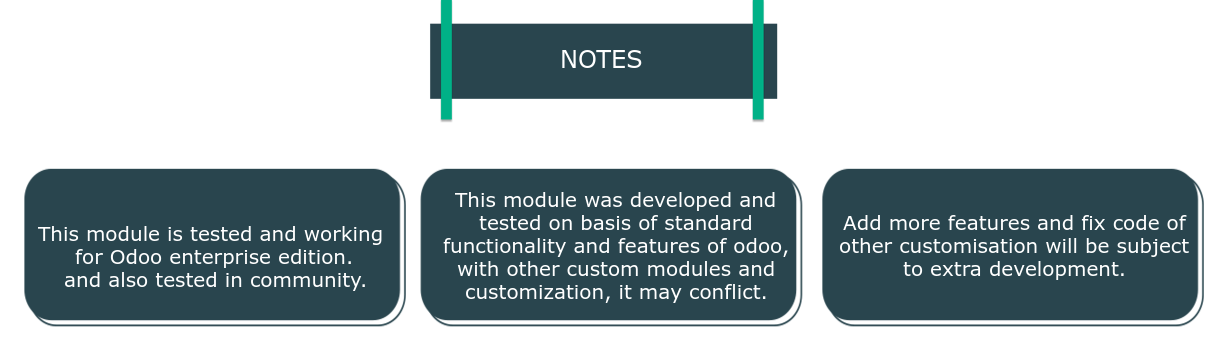 NOTES
This module is tested and working
for Odoo enterprise edition.
and also tested in community.
This module was developed and
tested on basis of standard
functionality and features of odoo,
with other custom modules and
customization, it may conflict.
Add more features and fix code of
other customisation will be subject
to extra development.